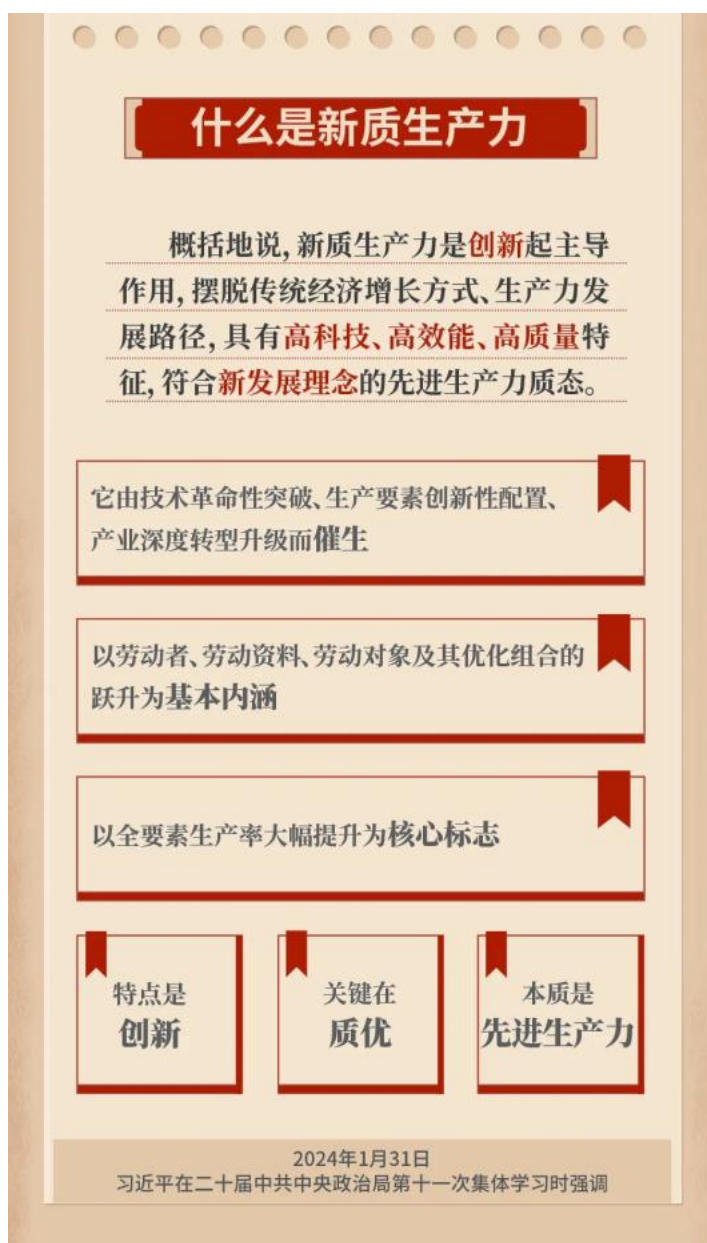 什么是新质生产力
概括地说,新质生产力是创新起主导
作用,摆脱传统经济增长方式、生产力发
展路径,具有高科技、高效能、高质量特
征,符合新发展理念的先进生产力质态。
它由技术革命性突破、生产要素创新性配置、
产业深度转型升级而催生
以劳动者、劳动资料、劳动对象及其优化组合的
跃升为基本内涵
以全要素生产率大幅提升为核心标志
特点是
创新
关键在
质优
本质是
先进生产力
2024年1月31日
习近平在二十届中共中央政治局第十一次集体学习时强调